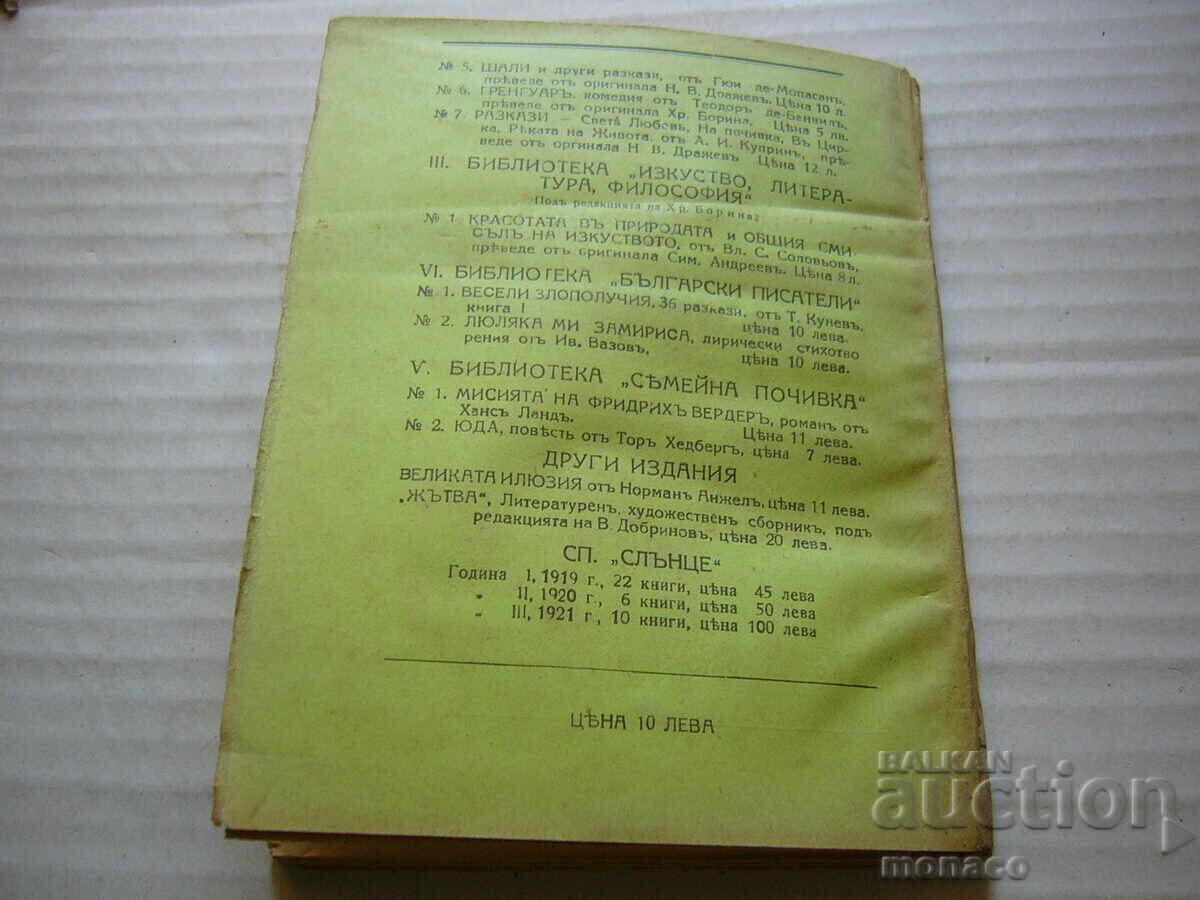 № 5. ШАЛИ и други разкази, отъ Гюи де-Мопасанъ,
прѣведе отъ оригинала Н. В. Дражевъ. Цѣна 10 л.
№ 6. ГРЕНГУАРЪ, комедия отъ Теодоръ де-Банвилъ,
прѣведе отъ оригинала Хр. Борина, Цѣна 5 лв.
№ 7. РАЗКАЗИ — Света Любовь, На почивка, Въ Цир-
ка, Рѣката на Живота, отъ А. И. Купринъ, прѣ-
веде отъ оргинала Н В. Дражевъ Цѣна 12 л.
III. БИБЛИОТЕКА „ИЗКУСТВО, ЛИТЕРА-
ТУРА, ФИЛОСОФИЯ“
Подъ редакцията на Хр. Борина:
№ 1. КРАСОТАТА ВЪ ПРИРОДАТА и ОБЩИЯ СМИ
СЪЛЪ НА ИЗКУСТВОТО, отъ Вл. С. Соловьовъ,
прѣведе отъ оригинала Сим. Андреевъ. Цѣна 8 л.
VI. БИБЛИОТЕКА „БЪЛГАРСКИ ПИСАТЕЛИ“
№ 1. ВЕСЕЛИ ЗЛОПОЛУЧИЯ, 36 разкази, отъ Т. Куневъ,
книга I цѣна 10 лева.
№ 2. ЛЮЛЯКА МИ ЗАМИРИСА, лирически стихотво
рения отъ Ив. Вазовъ, цѣна 10 лева.
V. БИБЛИОТЕКА „СѢМЕЙНА ПОЧИВКА“
№ 1. МИСИЯТА НА ФРИДРИХЪ ВЕРДЕРЪ, романъ отъ
Хансъ Ландъ. Цѣна 11 лева.
№ 2. ЮДА, повѣсть отъ Торъ Хедбергъ, цѣна 7 лева.
ДРУГИ ИЗДАНИЯ
ВЕЛИКАТА ИЛЮЗИЯ отъ Норманъ Анжелъ, цѣна 11 лева.
„ЖЪТВА“, Литературенъ, художественъ сборникъ, подъ
редакцията на В. Добриновъ, цѣна 20 лева.
СП. „СЛЪНЦЕ“
Година I, 1919 г., 22 книги, цѣна 45 лева
„ II, 1920 г., 6 книги, цѣна 50 лева
„ III, 1921 г., 10 книги, цѣна 100 лева
ЦѢНА 10 ЛЕВА
BALKAN
auction
monaco